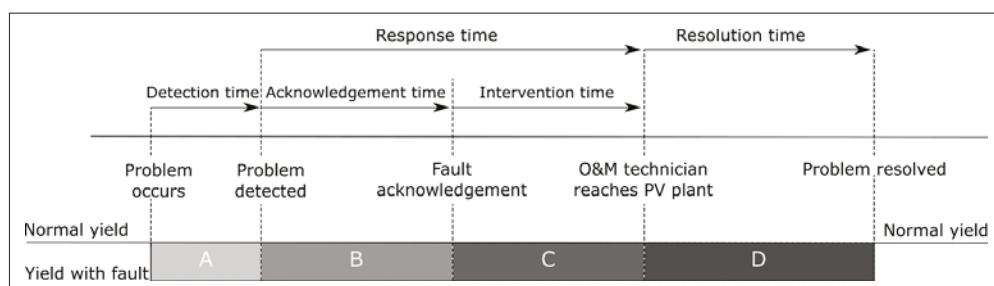 Response time
Resolution time
Detection time
Acknowledgement time
Intervention time
Problem
occurs
Problem
detected
Fault
acknowledgement
O&M technician
reaches PV plant
Problem resolved
Normal yield
Normal yield
A
B
C
D
Yield with fault